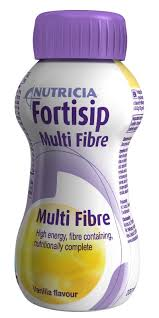 NUTRICIA
Fortisip
Multi Fibre
Multi Fibre
High energy, fibre containing,
nutritionally complete
Vanilla flavour